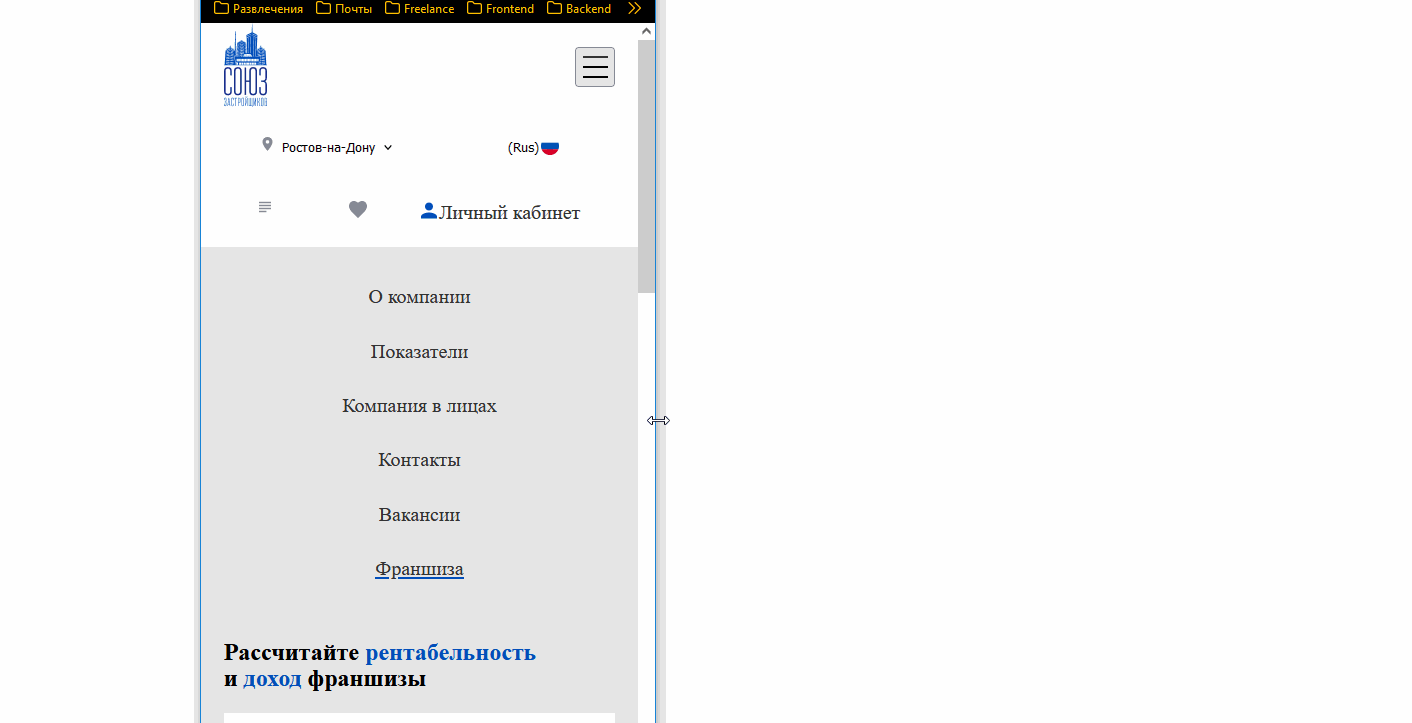 Развлечения Почты Freelance Frontend Backend
СОЮЗ
ЗАСТРОЙЩИКОВ
Ростов-на-Дону (Rus)
Личный кабинет
О компании
Показатели
Компания в лицах
Контакты
Вакансии
Франшиза
Рассчитайте рентабельность
и доход франшизы